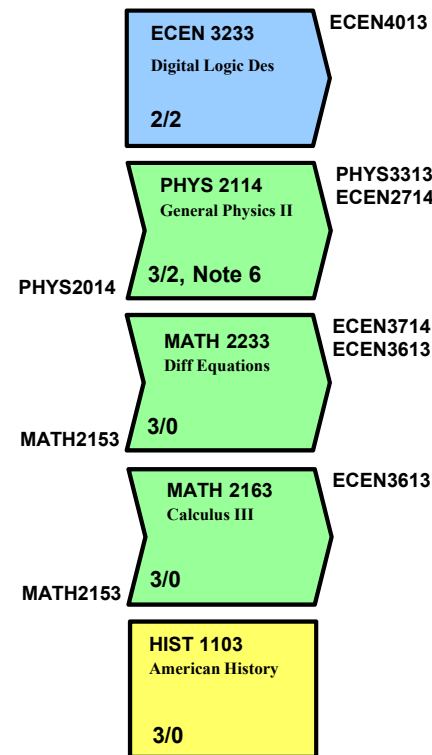 ECEN 3233
ECEN4013
Digital Logic Des
2/2
PHYS 2114
PHYS3313
General Physics II
ECEN2714
3/2, Note 6
PHYS2014
MATH 2233
ECEN3714
Diff Equations
ECEN3613
3/0
MATH2153
MATH 2163
ECEN3613
Calculus III
3/0
MATH2153
HIST 1103
American History
3/0